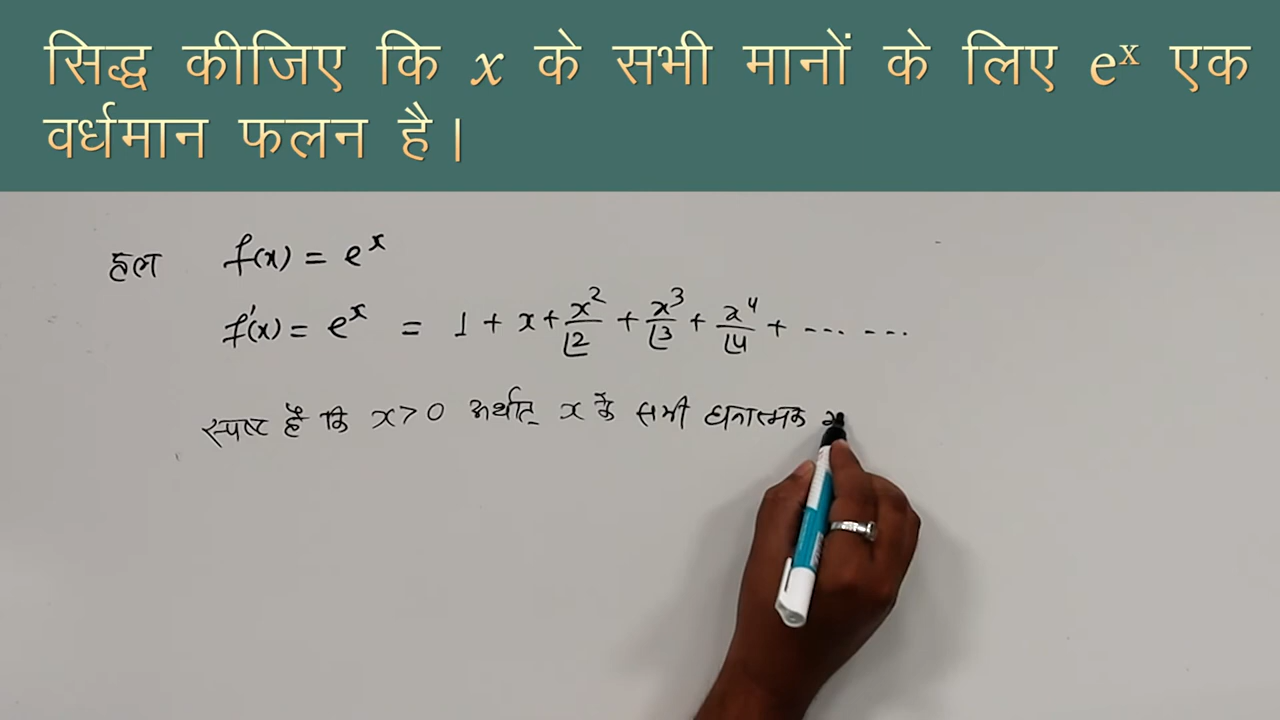 सिद्ध कीजिए कि x के सभी मानों के लिए eˣ एक
वर्धमान फलन है।
हल f(x) = eˣ
f'(x) = eˣ = 1 + x + x²/⌊2 + x³/⌊3 + x⁴/⌊4 + --- ---
स्पष्ट है कि x > 0 अर्थात् x के सभी धनात्मक